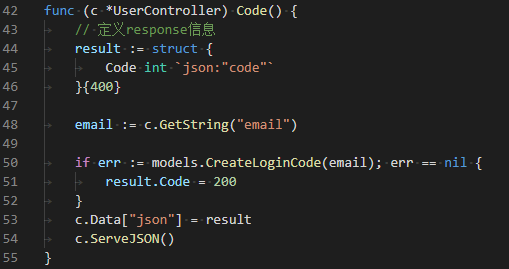 42 func (c *UserController) Code() {
43 // 定义response信息
44 result := struct {
45 Code int `json:"code"`
46 }{400}
47
48 email := c.GetString("email")
49
50 if err := models.CreateLoginCode(email); err == nil {
51 result.Code = 200
52 }
53 c.Data["json"] = result
54 c.ServeJSON()
55 }